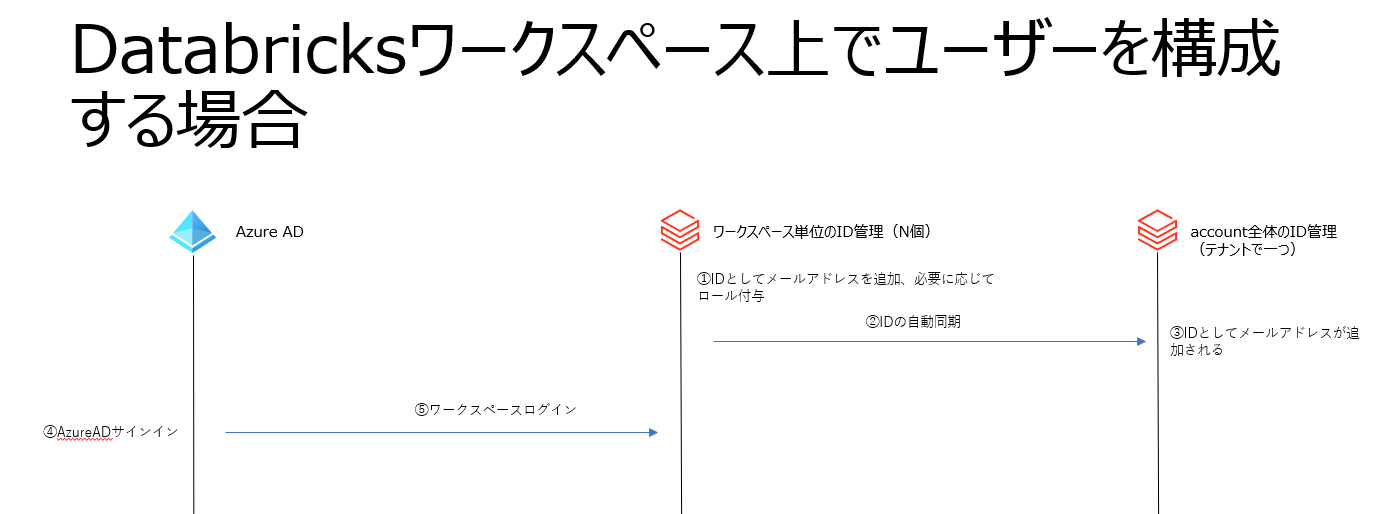 Databricksワークスペース上でユーザーを構成
する場合
Azure AD
ワークスペース単位のID管理（N個）
account全体のID管理
（テナントで一つ）
①IDとしてメールアドレスを追加、必要に応じて
ロール付与
②IDの自動同期
③IDとしてメールアドレスが追
加される
⑤ワークスペースログイン
④AzureADサインイン